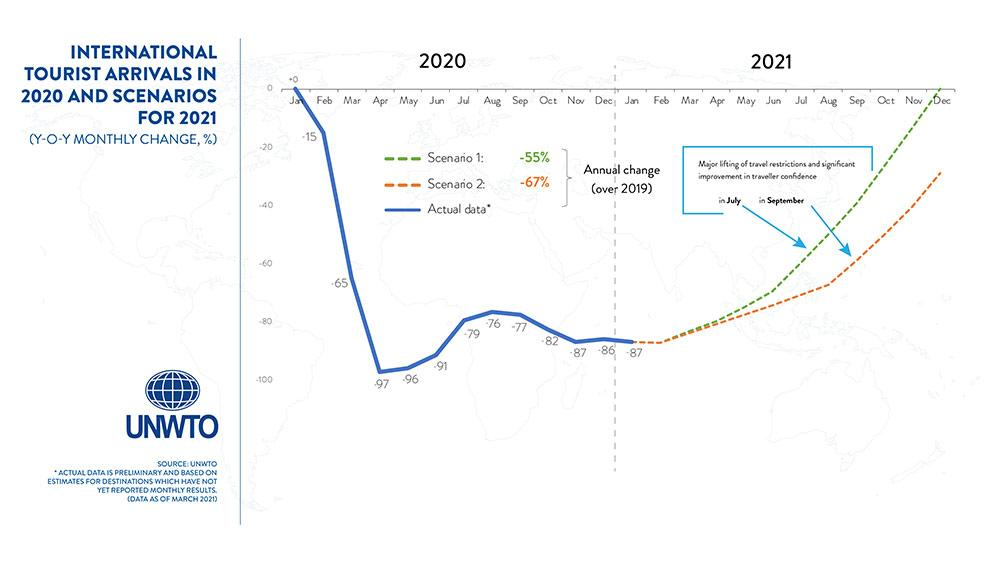 INTERNATIONAL
TOURIST ARRIVALS IN
2020 AND SCENARIOS
FOR 2021
(Y-O-Y MONTHLY CHANGE, %)
2020
2021
+0
0
Jan Feb Mar Apr May Jun Jul Aug Sep Oct Nov Dec Jan Feb Mar Apr May Jun Jul Aug Sep Oct Nov Dec
-15
-20
-40
-60
-65
-80
-100
-97
-96
-91
-79
-76
-77
-82
-87
-86
-87
Scenario 1: -55%
Scenario 2: -67%
Actual data*
Annual change
(over 2019)
Major lifting of travel restrictions and significant
improvement in traveller confidence
in July in September
UNWTO
SOURCE: UNWTO
* ACTUAL DATA IS PRELIMINARY AND BASED ON
ESTIMATES FOR DESTINATIONS WHICH HAVE NOT
YET REPORTED MONTHLY RESULTS.
(DATA AS OF MARCH 2021)